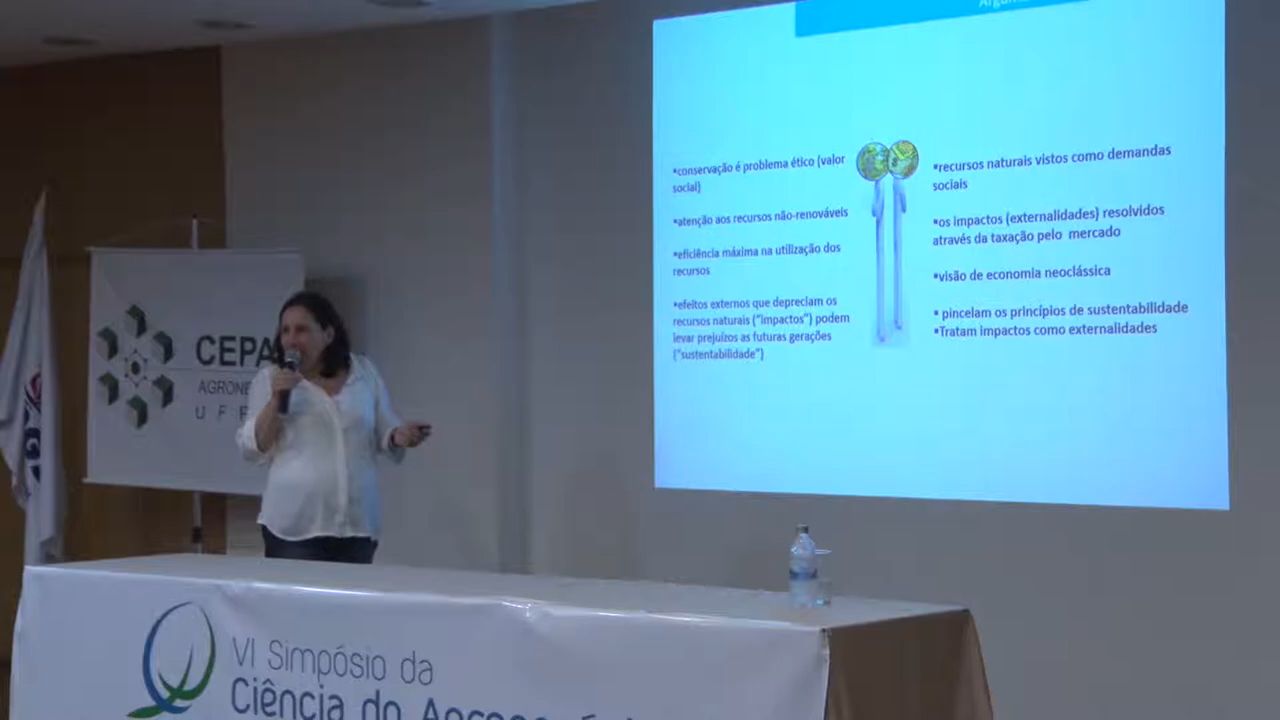 •conservação é problema ético (valor
social)
•atenção aos recursos não-renováveis
•eficiência máxima na utilização dos
recursos
•efeitos externos que depreciam os
recursos naturais ("impactos") podem
levar prejuízos as futuras gerações
("sustentabilidade")
•recursos naturais vistos como demandas
sociais
•os impactos (externalidades) resolvidos
através da taxação pelo mercado
•visão de economia neoclássica
• pincelam os princípios de sustentabilidade
•Tratam impactos como externalidades
CEPA
AGRONE
U F
VI Simpósio da
Ciência do